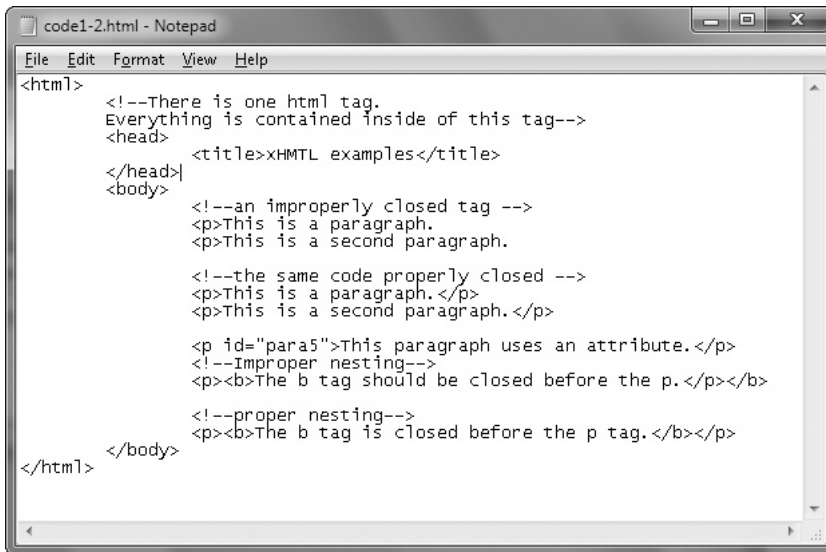 code1-2.html - Notepad
File Edit Format View Help
<html>
<!--There is one html tag.
Everything is contained inside of this tag-->
<head>
<title>xHMTL examples</title>
</head>
<body>
<!--an improperly closed tag -->
<p>This is a paragraph.
<p>This is a second paragraph.
<!--the same code properly closed -->
<p>This is a paragraph.</p>
<p>This is a second paragraph.</p>
<p id="para5">This paragraph uses an attribute.</p>
<!--Improper nesting-->
<p><b>The b tag should be closed before the p.</p></b>
<!--proper nesting-->
<p><b>The b tag is closed before the p tag.</b></p>
</body>
</html>